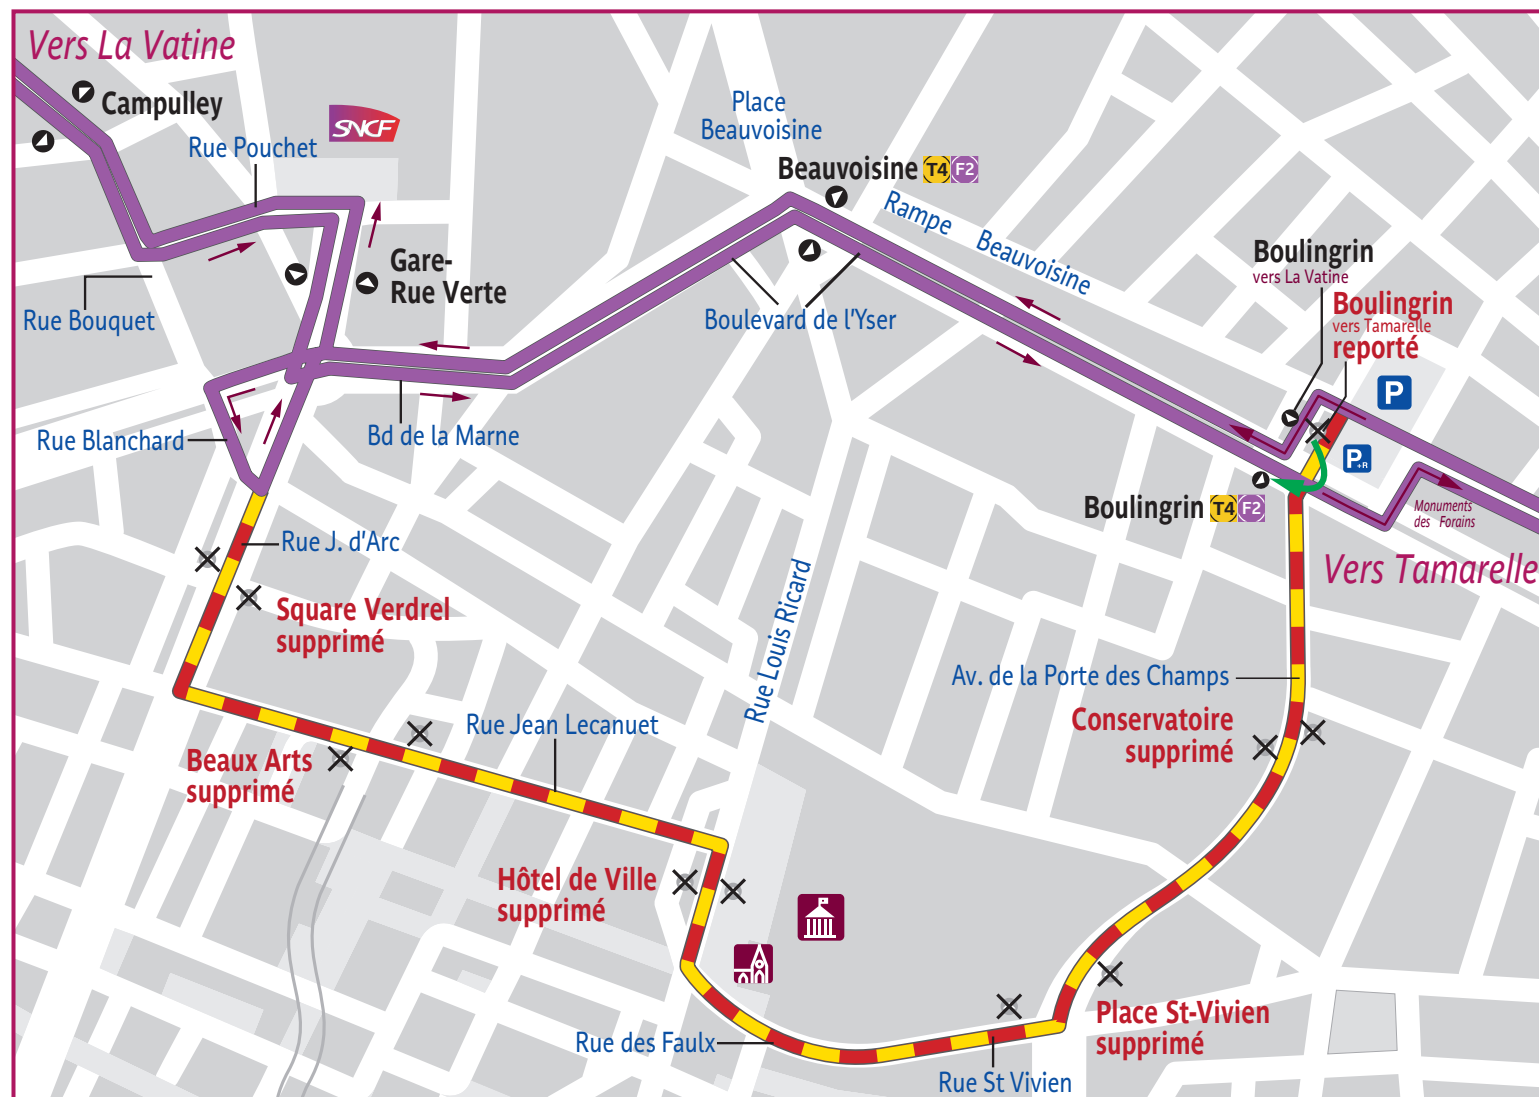 Vers La Vatine
Campulley
Rue Pouchet
SNCF
Place
Beauvoisine
Beauvoisine T4 F2
Rampe Beauvoisine
Gare-
Rue Verte
Rue Bouquet
Boulevard de l'Yser
Boulingrin
vers La Vatine
Boulingrin
vers Tamarelle
reporté
P
P+R
Rue Blanchard
Bd de la Marne
Boulingrin T4 F2
Monuments
des Forains
Vers Tamarelle
Rue J. d'Arc
Square Verdrel
supprimé
Rue Louis Ricard
Av. de la Porte des Champs
Conservatoire
supprimé
Rue Jean Lecanuet
Beaux Arts
supprimé
Hôtel de Ville
supprimé
Place St-Vivien
supprimé
Rue des Faulx
Rue St Vivien